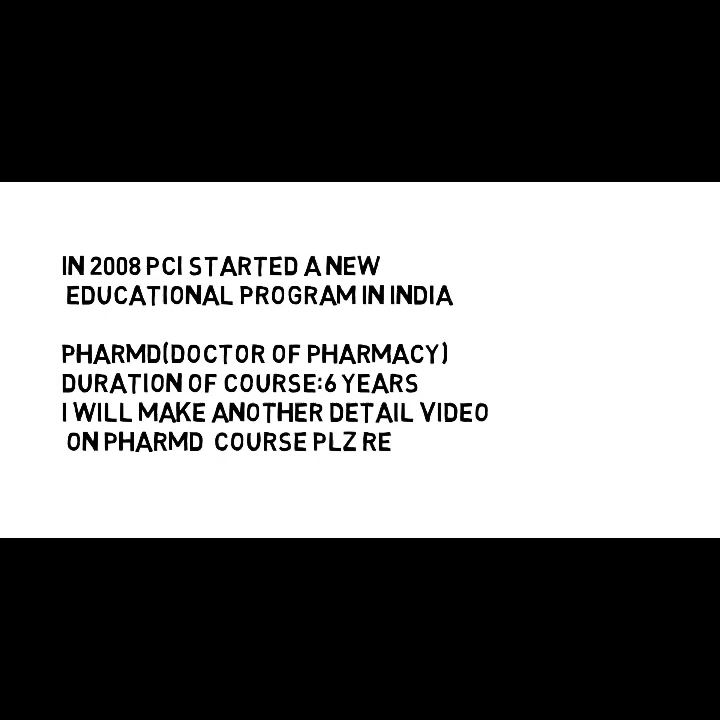 IN 2008 PCI STARTED A NEW
EDUCATIONAL PROGRAM IN INDIA
PHARMD(DOCTOR OF PHARMACY)
DURATION OF COURSE:6 YEARS
I WILL MAKE ANOTHER DETAIL VIDEO
ON PHARMD COURSE PLZ RE